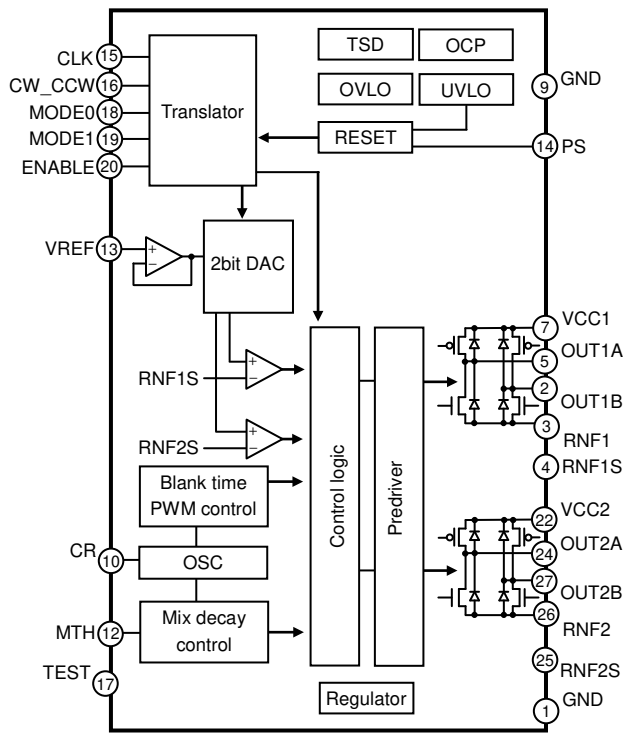 CLK 15
CW_CCW 16
MODE0 18
MODE1 19
ENABLE 20
Translator
TSD
OCP
OVLO
UVLO
RESET
9 GND
14 PS
VREF 13
+
−
2bit DAC
RNF1S
+
−
RNF2S
+
−
Blank time
PWM control
CR 10
OSC
MTH 12
Mix decay
control
TEST
17
Control logic
Predriver
Regulator
7 VCC1
5 OUT1A
2
OUT1B
3
RNF1
4 RNF1S
22 VCC2
24 OUT2A
27
OUT2B
26
RNF2
25
RNF2S
GND
1